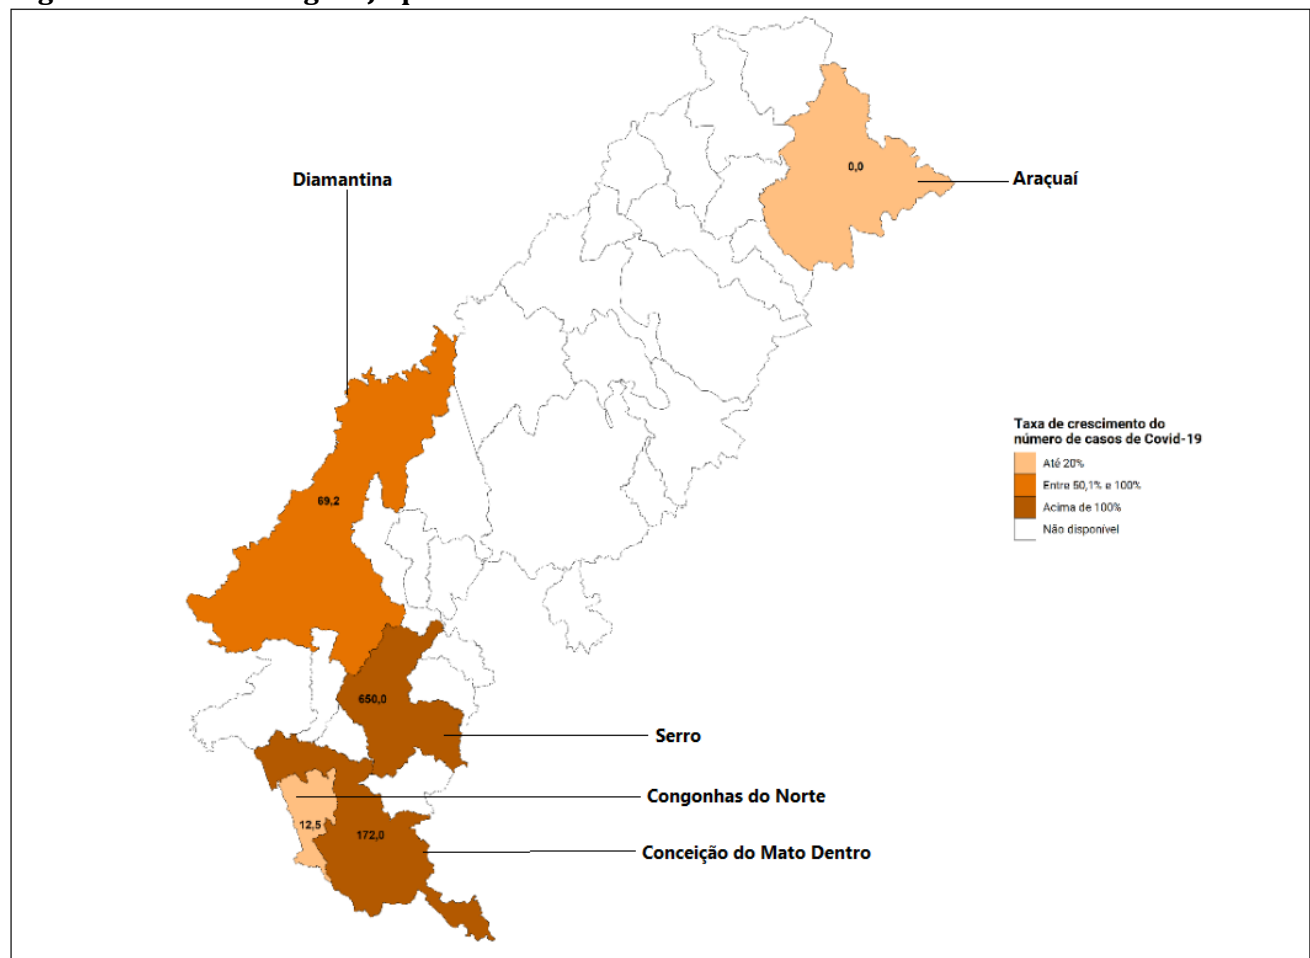 Diamantina
0,0
Araçuaí
Taxa de crescimento do
número de casos de Covid-19
Até 20%
Entre 50,1% e 100%
Acima de 100%
Não disponível
69,2
650,0
Serro
Congonhas do Norte
12,5
172,0
Conceição do Mato Dentro